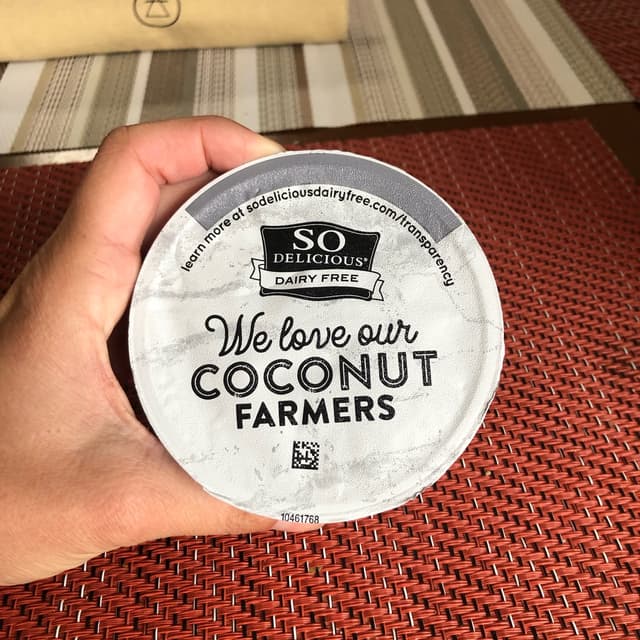 learn more at sodeliciousdairyfree.com/transparency
SO
DELICIOUS®
DAIRY FREE
We love our
COCONUT
FARMERS
10461768